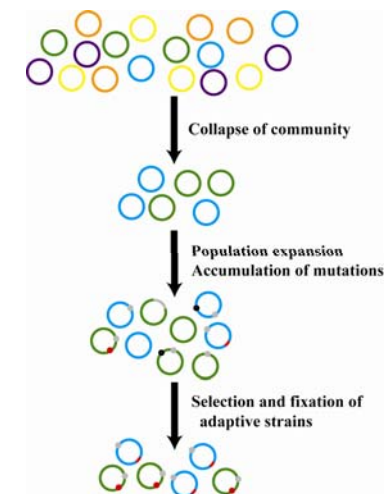 Collapse of community
Population expansion
Accumulation of mutations
Selection and fixation of
adaptive strains